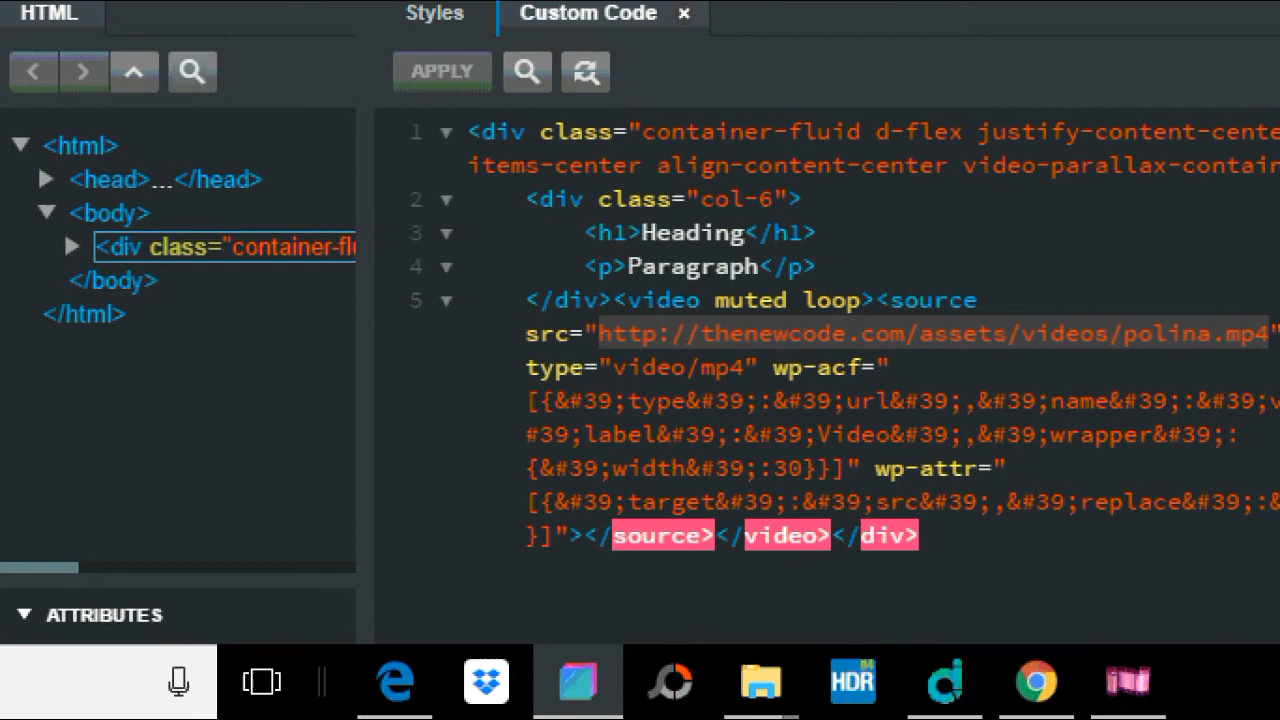 HTML
Styles
Custom Code ×
APPLY
<html>
<head>...</head>
<body>
<div class="container-flu
</body>
</html>
ATTRIBUTES
1 <div class="container-fluid d-flex justify-content-cente
items-center align-content-center video-parallax-contain
2 <div class="col-6">
3 <h1>Heading</h1>
4 <p>Paragraph</p>
5 </div><video muted loop><source
src="http://thenewcode.com/assets/videos/polina.mp4"
type="video/mp4" wp-acf="
[{&#39;type&#39;:&#39;url&#39;,&#39;name&#39;:&#39;v
#39;label&#39;:&#39;Video&#39;,&#39;wrapper&#39;:
{&#39;width&#39;:30}}]" wp-attr="
[{&#39;target&#39;:&#39;src&#39;,&#39;replace&#39;:&
}]"></source></video></div>
HDR